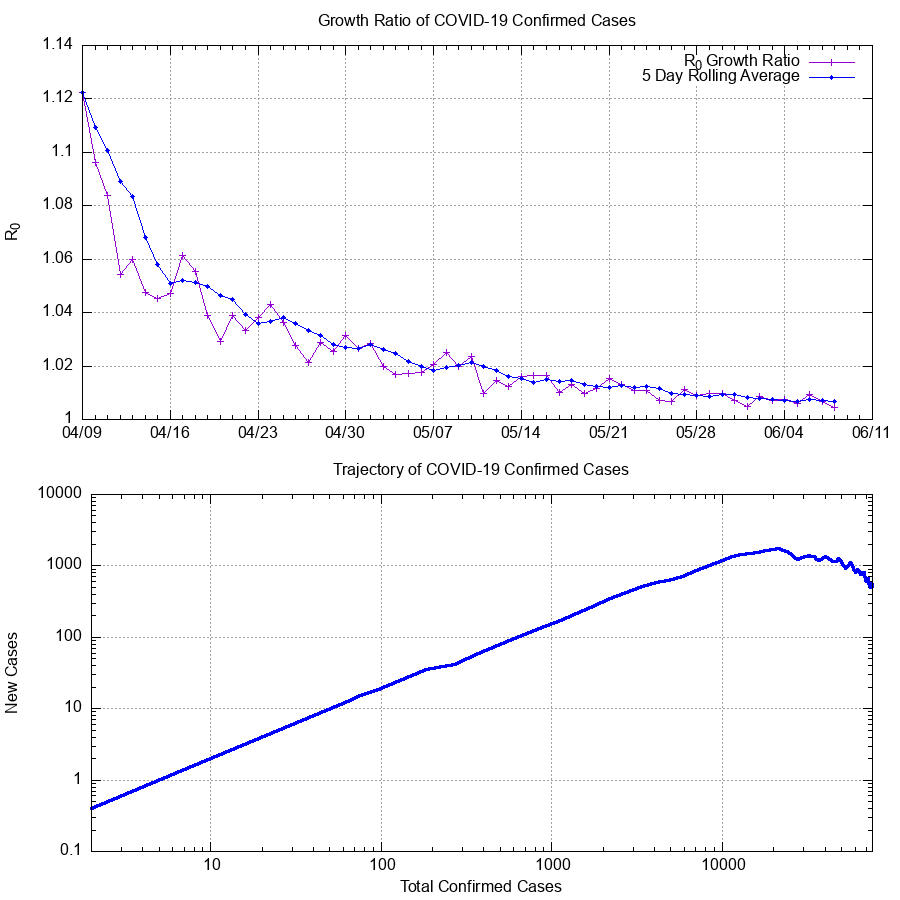 Growth Ratio of COVID-19 Confirmed Cases
1.14
1.12
1.1
1.08
1.06
1.04
1.02
1
R0
R0 Growth Ratio
5 Day Rolling Average
04/09 04/16 04/23 04/30 05/07 05/14 05/21 05/28 06/04 06/11
Trajectory of COVID-19 Confirmed Cases
10000
1000
100
10
1
0.1
New Cases
10 100 1000 10000
Total Confirmed Cases